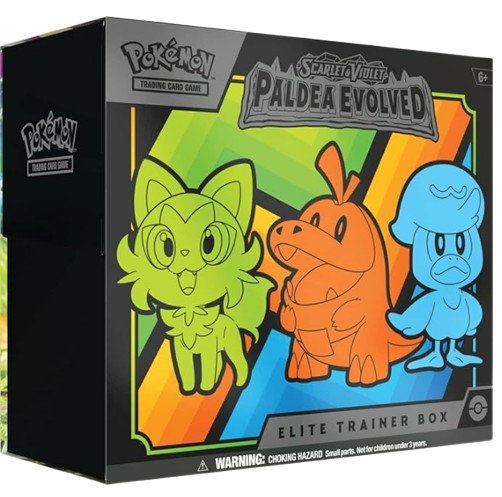 POKéMON
TRADING CARD GAME
SCARLET & VIOLET
PALDEA EVOLVED
6+
POKéMON
TRADING CARD GAME
ELITE TRAINER BOX
WARNING: CHOKING HAZARD Small parts. Not for children under 3 years.